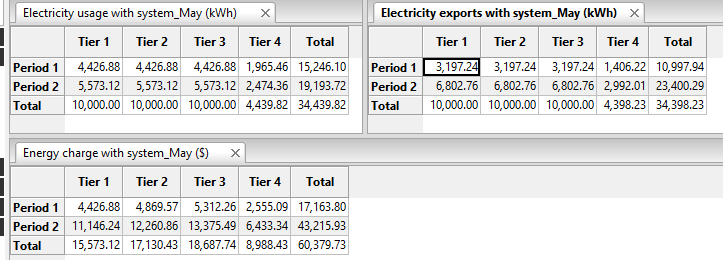 Electricity usage with system_May (kWh)
Tier 1 Tier 2 Tier 3 Tier 4 Total
Period 1 4,426.88 4,426.88 4,426.88 1,965.46 15,246.10
Period 2 5,573.12 5,573.12 5,573.12 2,474.36 19,193.72
Total 10,000.00 10,000.00 10,000.00 4,439.82 34,439.82
Electricity exports with system_May (kWh)
Tier 1 Tier 2 Tier 3 Tier 4 Total
Period 1 3,197.24 3,197.24 3,197.24 1,406.22 10,997.94
Period 2 6,802.76 6,802.76 6,802.76 2,992.01 23,400.29
Total 10,000.00 10,000.00 10,000.00 4,398.23 34,398.23
Energy charge with system_May ($)
Tier 1 Tier 2 Tier 3 Tier 4 Total
Period 1 4,426.88 4,869.57 5,312.26 2,555.09 17,163.80
Period 2 11,146.24 12,260.86 13,375.49 6,433.34 43,215.93
Total 15,573.12 17,130.43 18,687.74 8,988.43 60,379.73